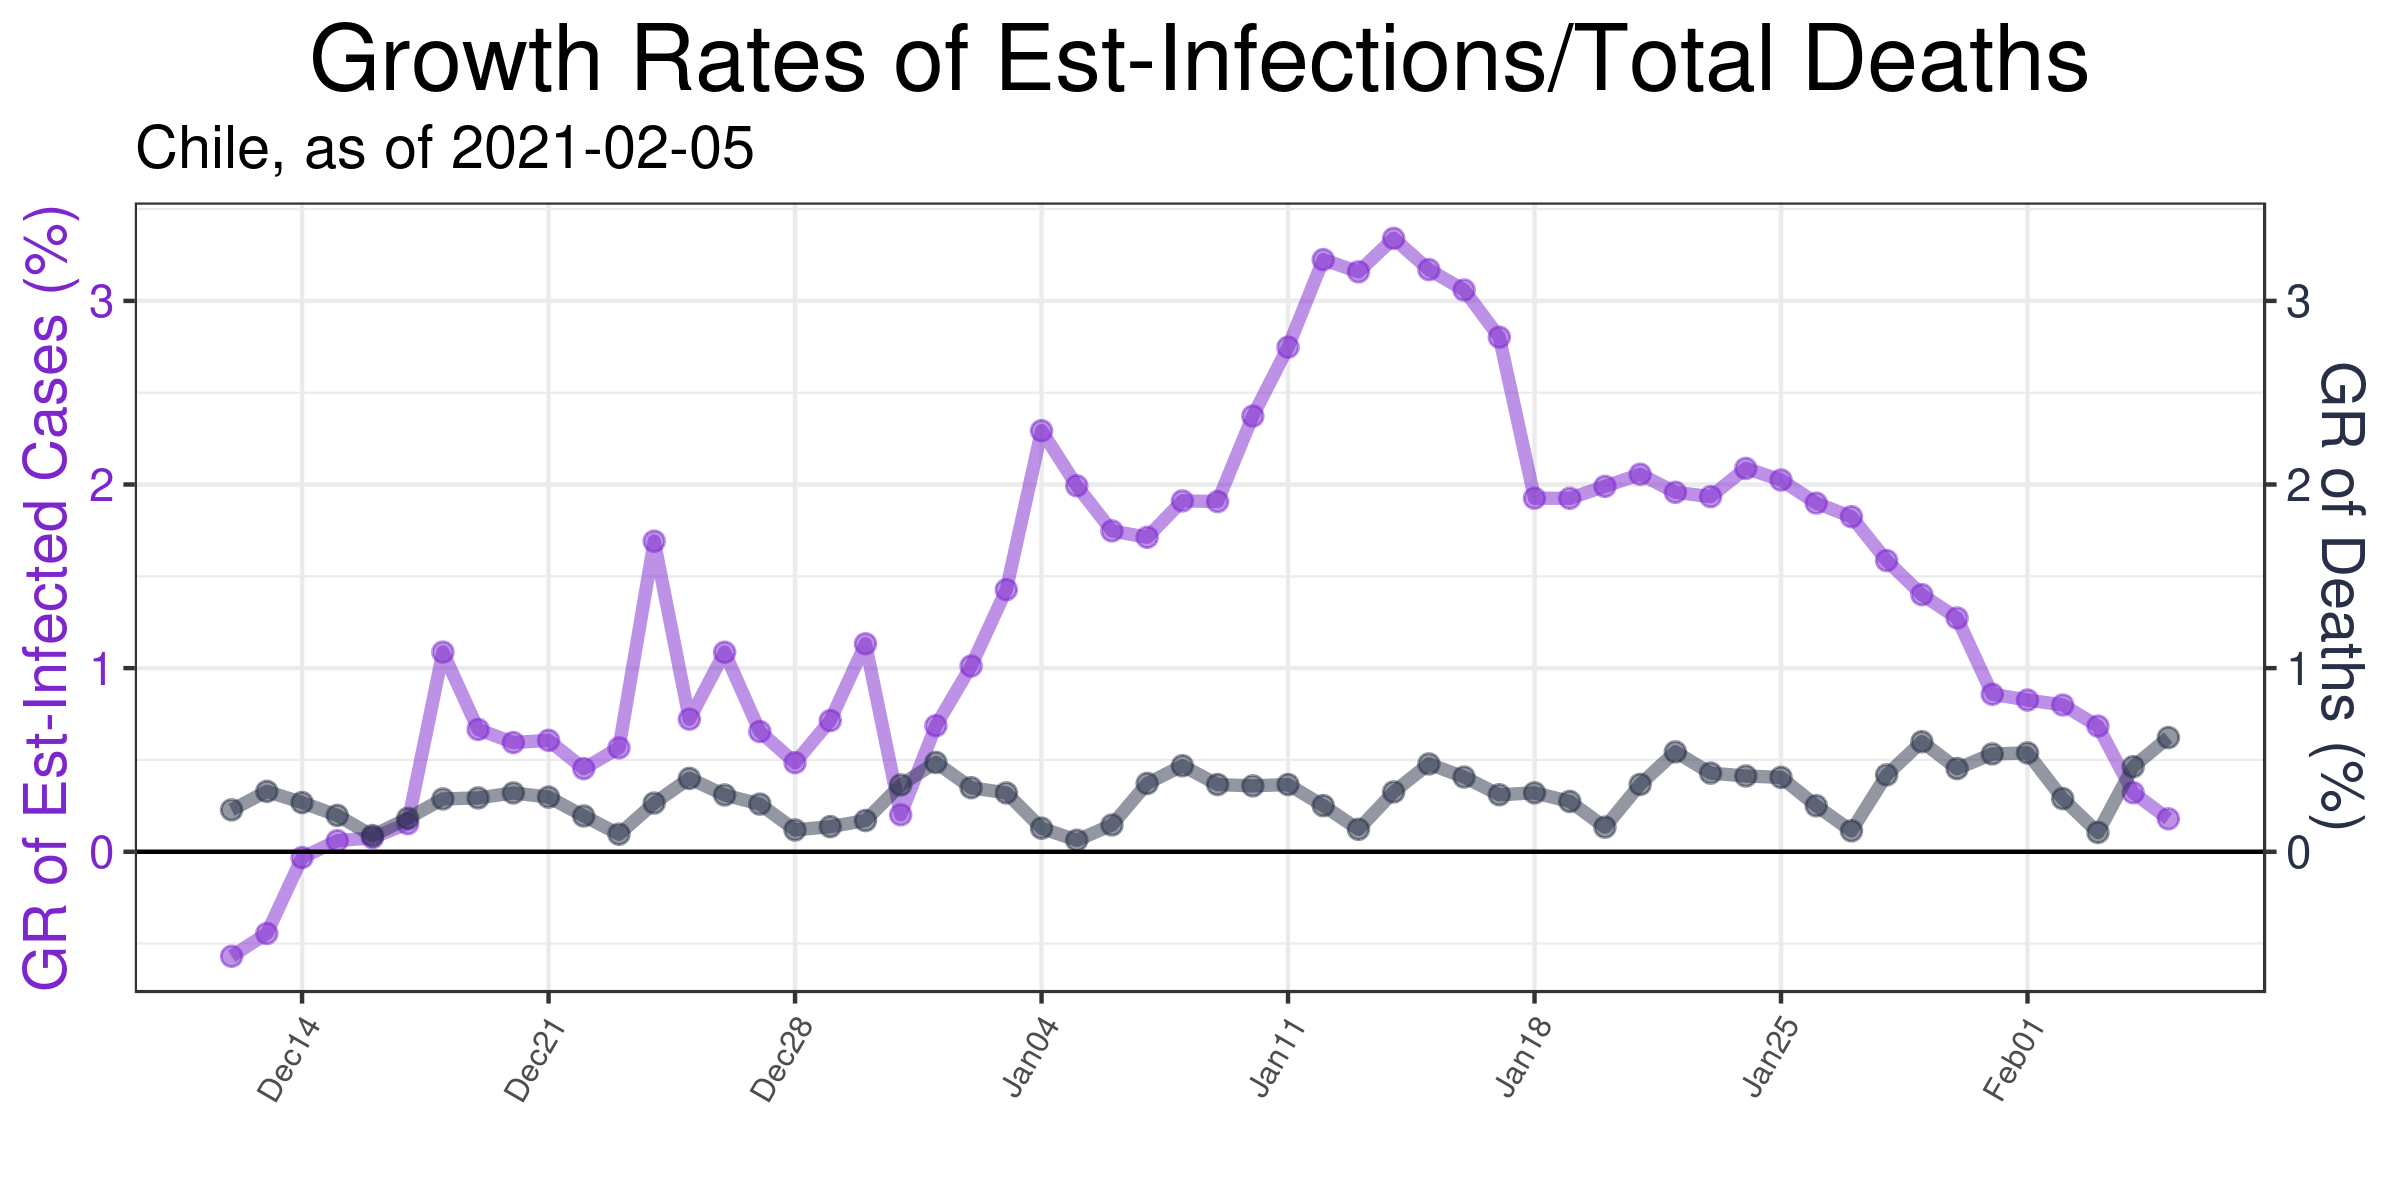 Growth Rates of Est-Infections/Total Deaths
Chile, as of 2021-02-05
GR of Est-Infected Cases (%)
3
2
1
0
3
2
1
0
GR of Deaths (%)
Dec14
Dec21
Dec28
Jan04
Jan11
Jan18
Jan25
Feb01